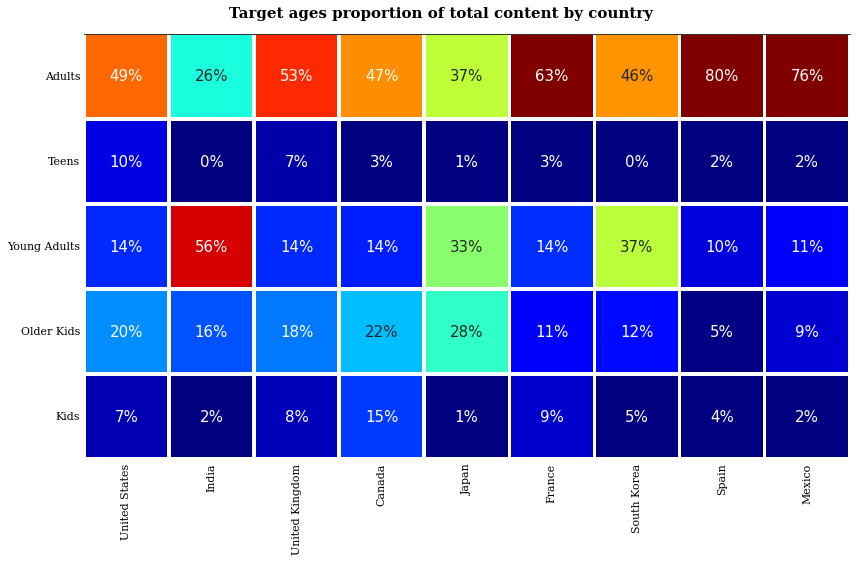 Target ages proportion of total content by country
Adults 49% 26% 53% 47% 37% 63% 46% 80% 76%
Teens 10% 0% 7% 3% 1% 3% 0% 2% 2%
Young Adults 14% 56% 14% 14% 33% 14% 37% 10% 11%
Older Kids 20% 16% 18% 22% 28% 11% 12% 5% 9%
Kids 7% 2% 8% 15% 1% 9% 5% 4% 2%
United States India United Kingdom Canada Japan France South Korea Spain Mexico